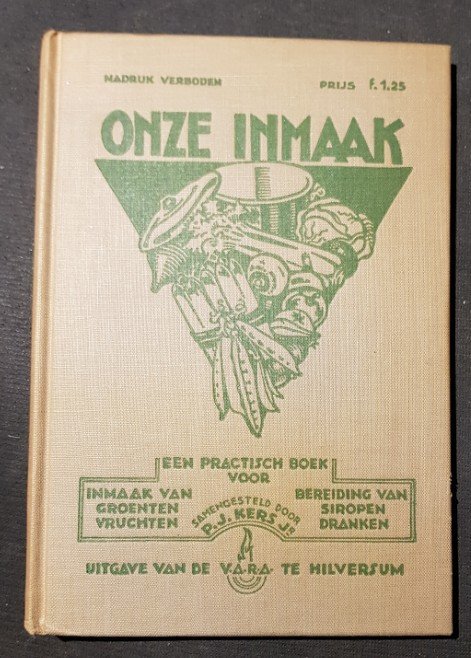 NADRUK VERBODEN PRIJS f. 1.25
ONZE INMAAK
EEN PRACTISCH BOEK
VOOR
INMAAK VAN
GROENTEN
VRUCHTEN
SAMENGESTELD DOOR
P.J. KERS Jr
BEREIDING VAN
SIROPEN
DRANKEN
UITGAVE VAN DE V.A.R.A. TE HILVERSUM